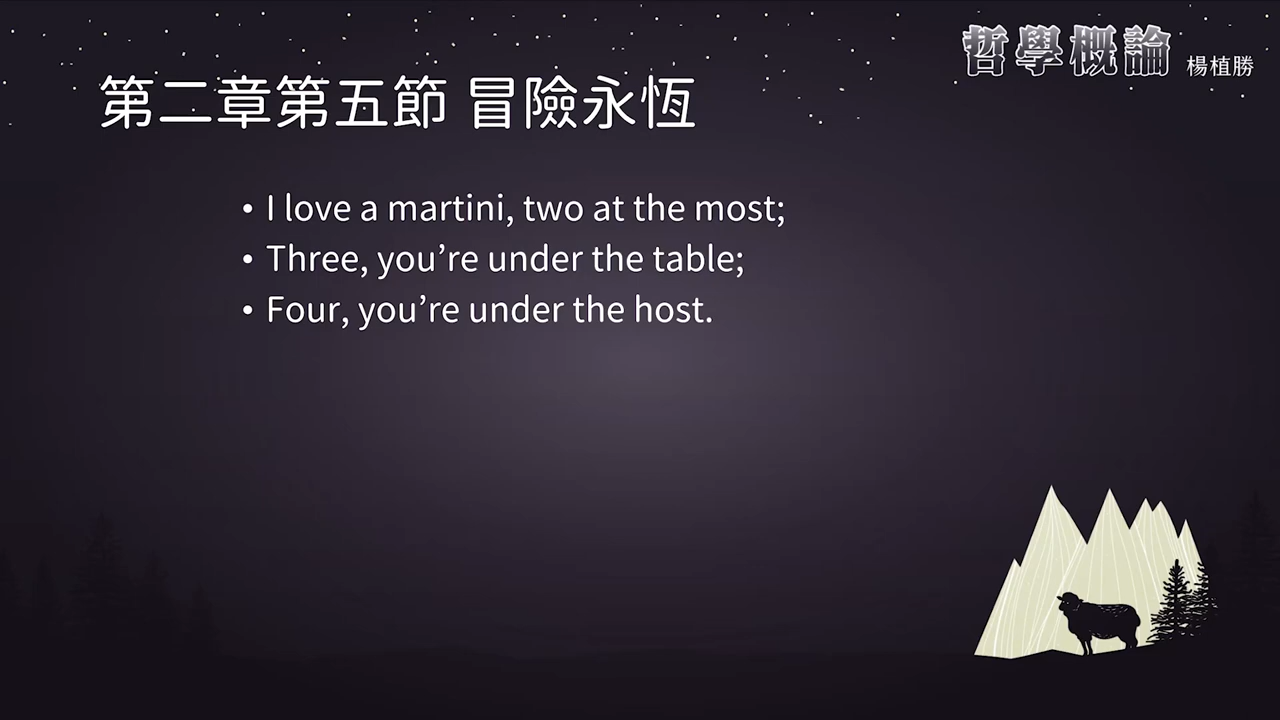 哲學概論 楊植勝
第二章第五節 冒險永恆
• I love a martini, two at the most;
• Three, you’re under the table;
• Four, you’re under the host.